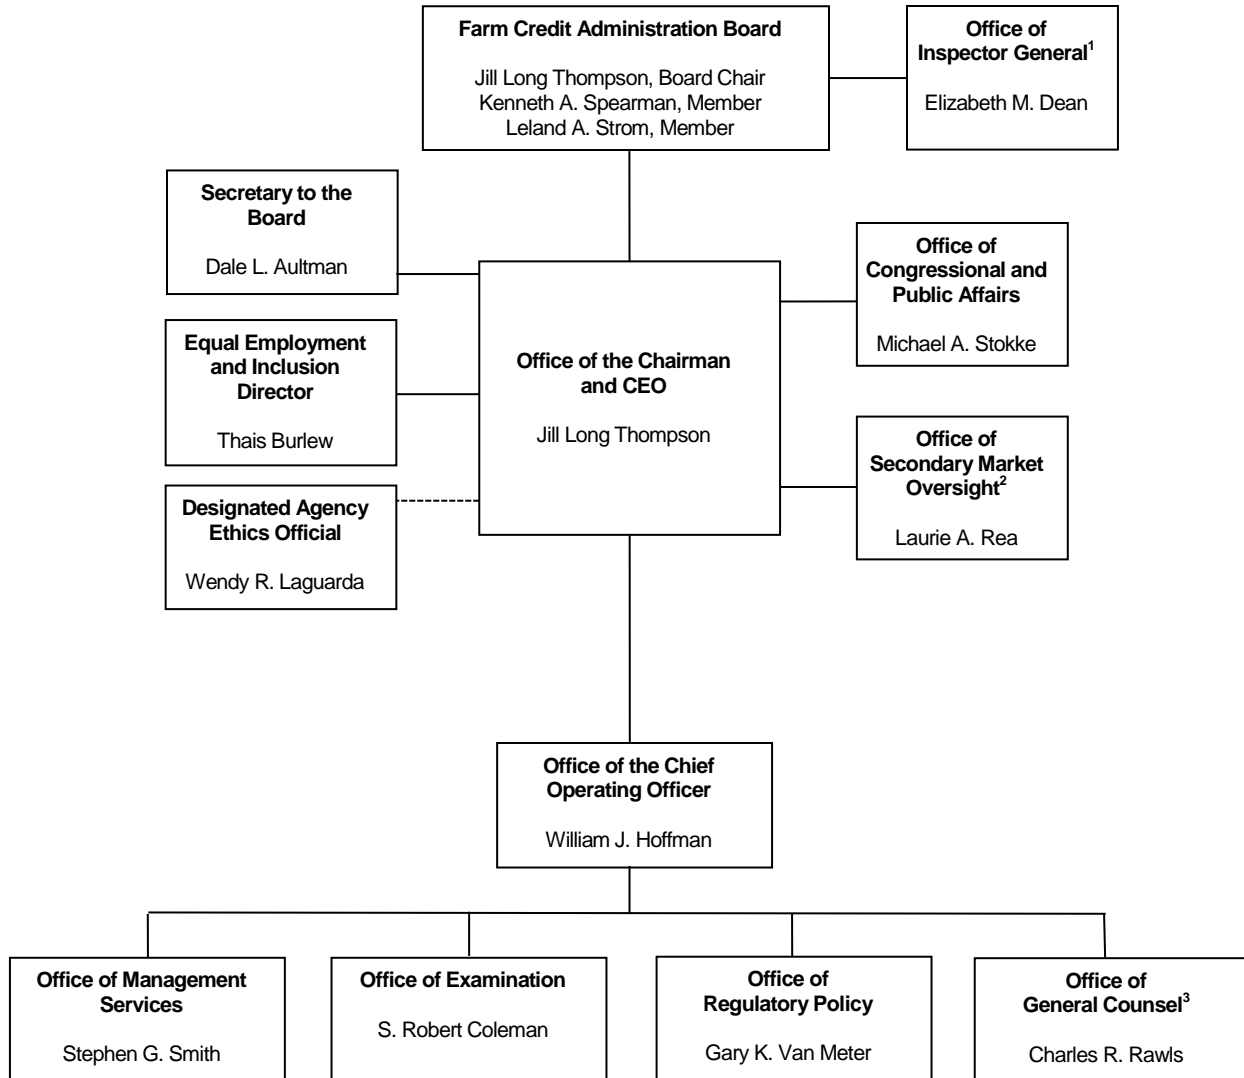 Farm Credit Administration Board
Jill Long Thompson, Board Chair
Kenneth A. Spearman, Member
Leland A. Strom, Member
Office of
Inspector General¹
Elizabeth M. Dean
Secretary to the
Board
Dale L. Aultman
Office of
Congressional and
Public Affairs
Michael A. Stokke
Equal Employment
and Inclusion
Director
Thais Burlew
Office of the Chairman
and CEO
Jill Long Thompson
Office of
Secondary Market
Oversight²
Laurie A. Rea
Designated Agency
Ethics Official
Wendy R. Laguarda
Office of the Chief
Operating Officer
William J. Hoffman
Office of Management
Services
Stephen G. Smith
Office of Examination
S. Robert Coleman
Office of
Regulatory Policy
Gary K. Van Meter
Office of
General Counsel³
Charles R. Rawls